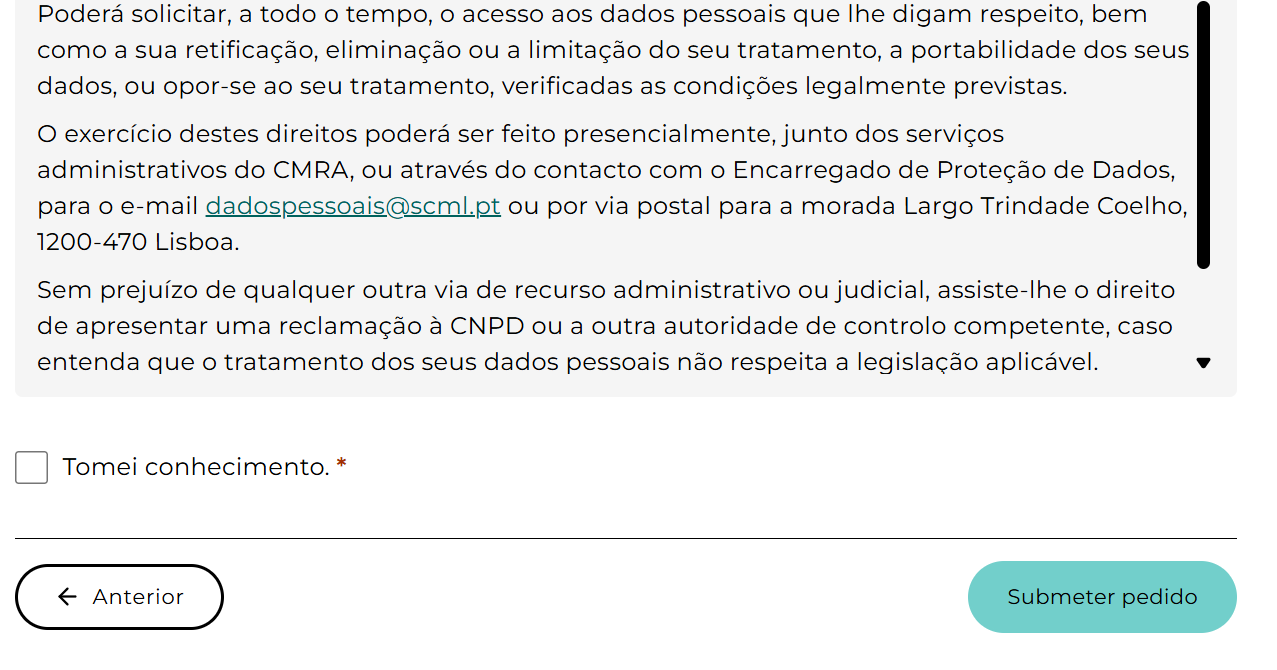 Poderá solicitar, a todo o tempo, o acesso aos dados pessoais que lhe digam respeito, bem
como a sua retificação, eliminação ou a limitação do seu tratamento, a portabilidade dos seus
dados, ou opor-se ao seu tratamento, verificadas as condições legalmente previstas.
O exercício destes direitos poderá ser feito presencialmente, junto dos serviços
administrativos do CMRA, ou através do contacto com o Encarregado de Proteção de Dados,
para o e-mail dadospessoais@scml.pt ou por via postal para a morada Largo Trindade Coelho,
1200-470 Lisboa.
Sem prejuízo de qualquer outra via de recurso administrativo ou judicial, assiste-lhe o direito
de apresentar uma reclamação à CNPD ou a outra autoridade de controlo competente, caso
entenda que o tratamento dos seus dados pessoais não respeita a legislação aplicável.
Tomei conhecimento. *
← Anterior
Submeter pedido